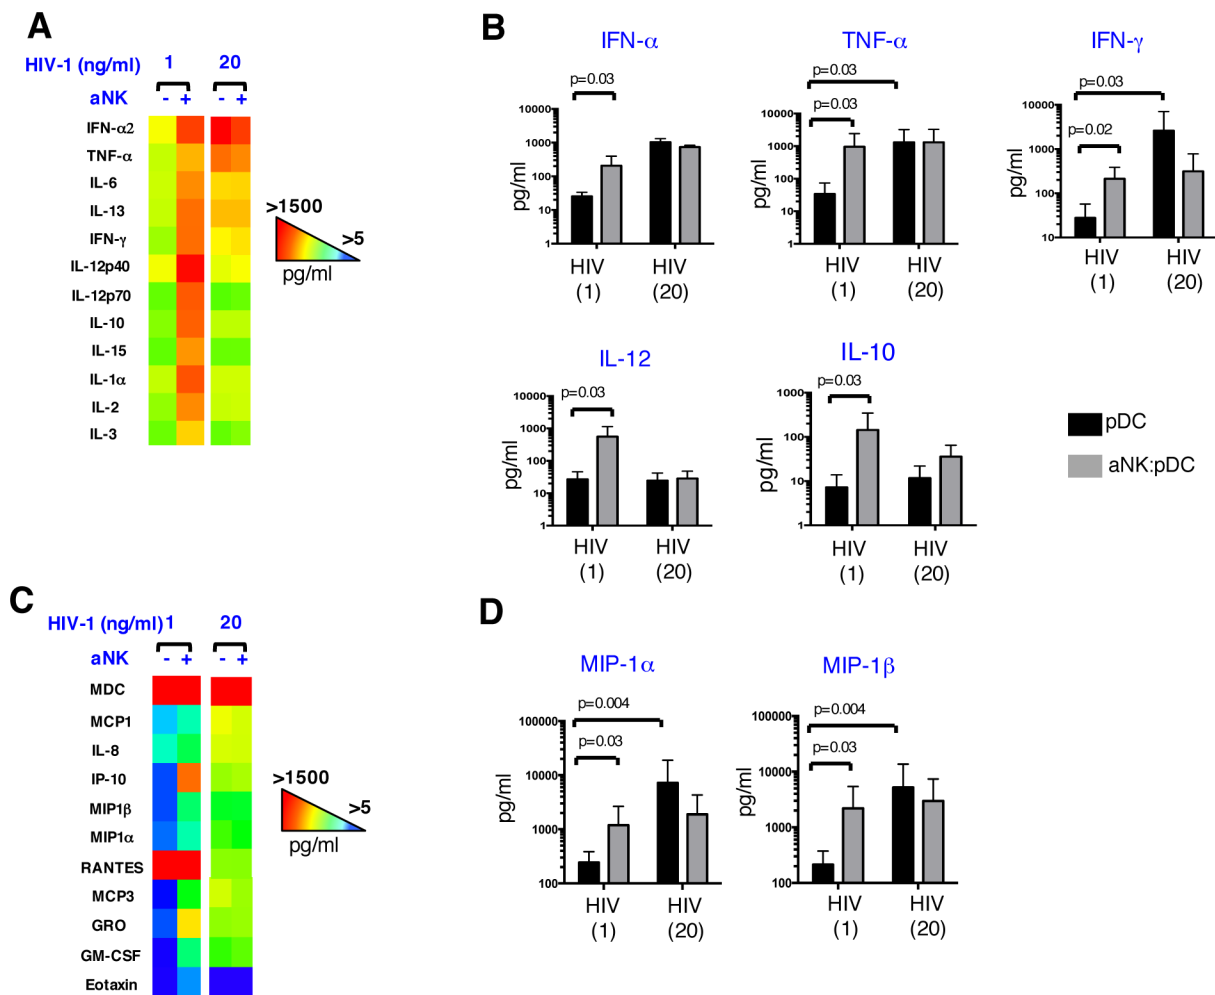 A
HIV-1 (ng/ml) 1 20
aNK - + - +
IFN-α2
TNF-α
IL-6
IL-13
IFN-γ
IL-12p40
IL-12p70
IL-10
IL-15
IL-1α
IL-2
IL-3
>1500
>5
pg/ml
B
IFN-α
p=0.03
10000
1000
100
10
1
pg/ml
HIV HIV
(1) (20)
TNF-α
p=0.03
p=0.03
10000
1000
100
10
1
pg/ml
HIV HIV
(1) (20)
IFN-γ
p=0.03
p=0.02
10000
1000
100
10
pg/ml
HIV HIV
(1) (20)
IL-12
p=0.03
10000
1000
100
10
1
pg/ml
HIV HIV
(1) (20)
IL-10
p=0.03
1000
100
10
1
pg/ml
HIV HIV
(1) (20)
pDC
aNK:pDC
C
HIV-1 (ng/ml) 1 20
aNK - + - +
MDC
MCP1
IL-8
IP-10
MIP1β
MIP1α
RANTES
MCP3
GRO
GM-CSF
Eotaxin
>1500
>5
pg/ml
D
MIP-1α
p=0.004
p=0.03
100000
10000
1000
100
pg/ml
HIV HIV
(1) (20)
MIP-1β
p=0.004
p=0.03
100000
10000
1000
100
pg/ml
HIV HIV
(1) (20)